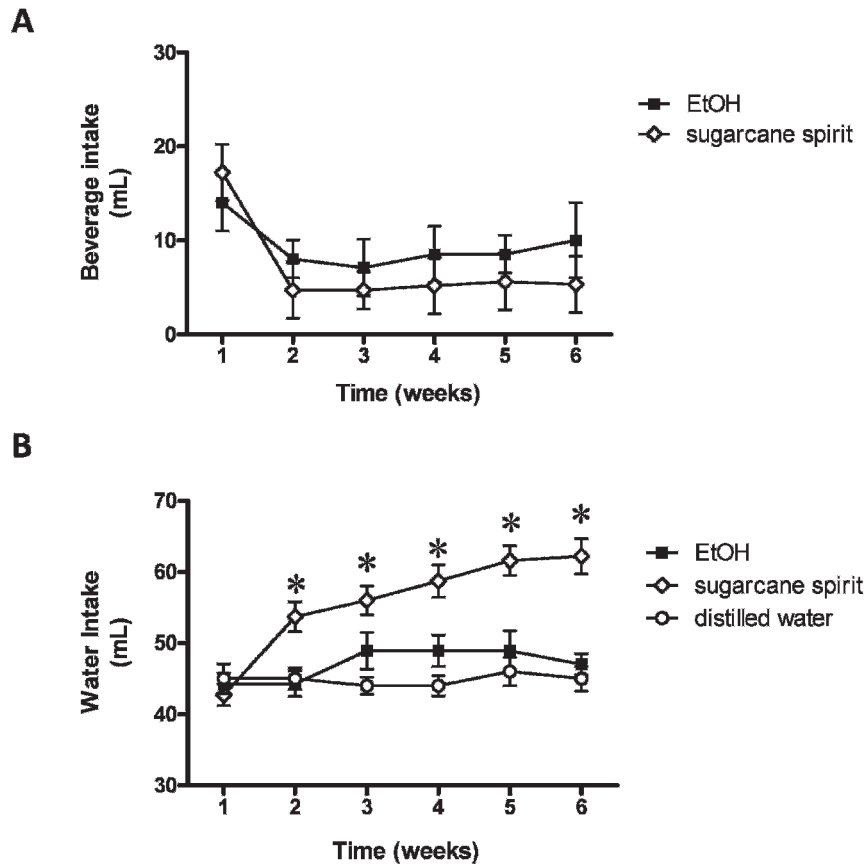 A
30
20
10
0
Beverage intake
(mL)
1 2 3 4 5 6
Time (weeks)
EtOH
sugarcane spirit
B
70
60
50
40
30
Water Intake
(mL)
* * * * *
1 2 3 4 5 6
Time (weeks)
EtOH
sugarcane spirit
distilled water